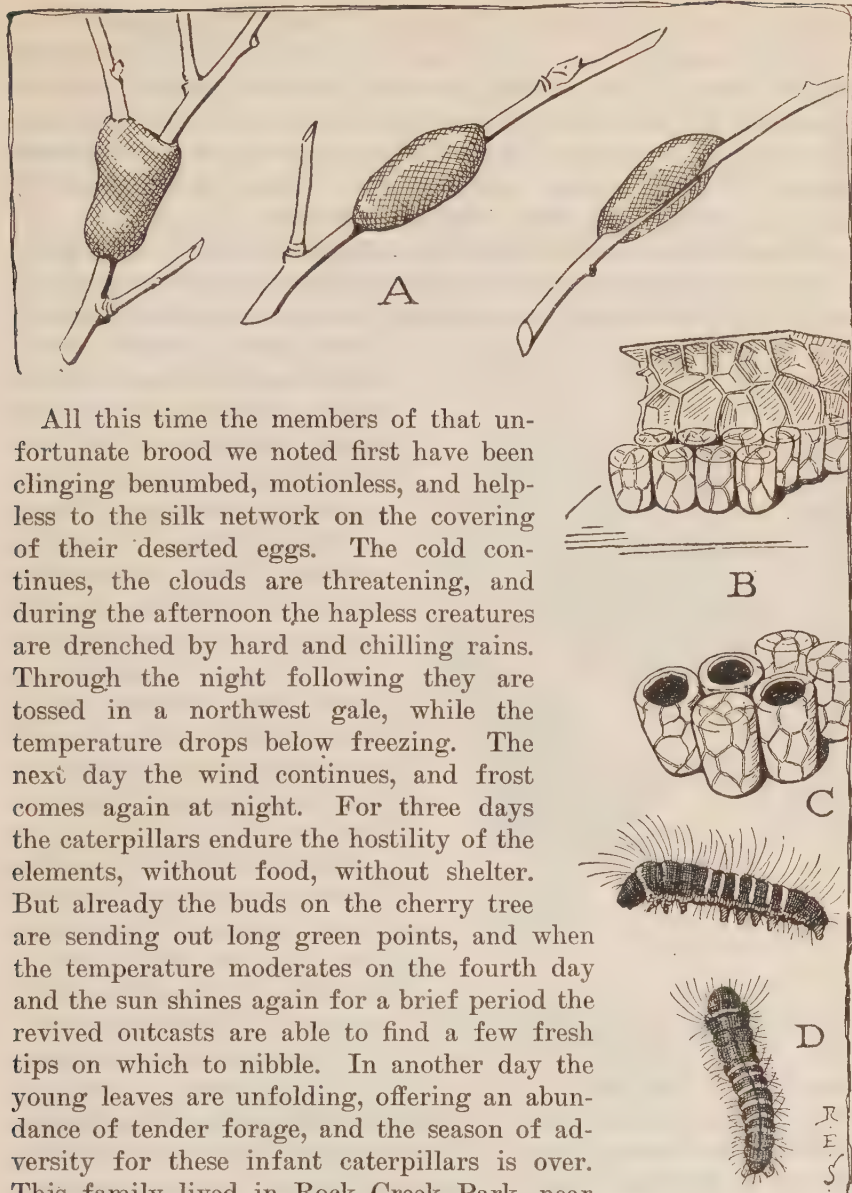 A
All this time the members of that un-
fortunate brood we noted first have been
clinging benumbed, motionless, and help-
less to the silk network on the covering
of their deserted eggs. The cold con-
tinues, the clouds are threatening, and
during the afternoon the hapless creatures
are drenched by hard and chilling rains.
Through the night following they are
tossed in a northwest gale, while the
temperature drops below freezing. The
next day the wind continues, and frost
comes again at night. For three days
the caterpillars endure the hostility of the
elements, without food, without shelter.
But already the buds on the cherry tree
are sending out long green points, and when
the temperature moderates on the fourth day
and the sun shines again for a brief period the
revived outcasts are able to find a few fresh
tips on which to nibble. In another day the
young leaves are unfolding, offering an abun-
dance of tender forage, and the season of ad-
versity for these infant caterpillars is over.
This family lived in Rock Creek Park, near
B
C
D
R
E
S